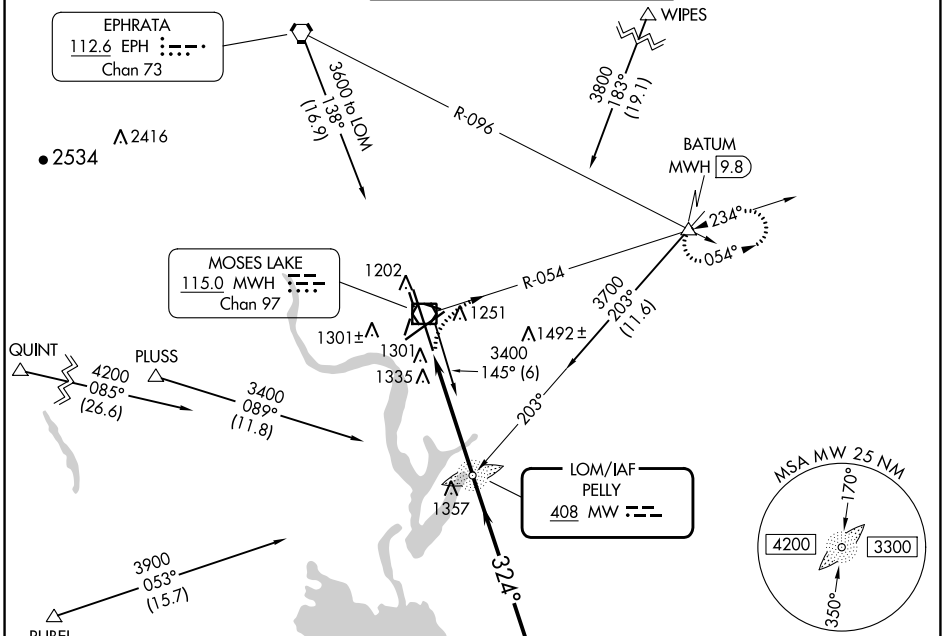 EPHRATA
112.6 EPH
Chan 73
WIPES
3600 to LOM
138°
(16.9)
3800
183°
(19.1)
R-096
2416
2534
BATUM
MWH 9.8
234°
054°
MOSES LAKE
115.0 MWH
Chan 97
1202
1251
R-054
3700
203°
(11.6)
1301±
1301
1335
1492±
3400
145° (6)
QUINT
4200
085°
(26.6)
PLUSS
3400
089°
(11.8)
203°
LOM/IAF
PELLY
408 MW
1357
MSA MW 25 NM
170°
4200
3300
350°
324°
3900
053°
(15.7)